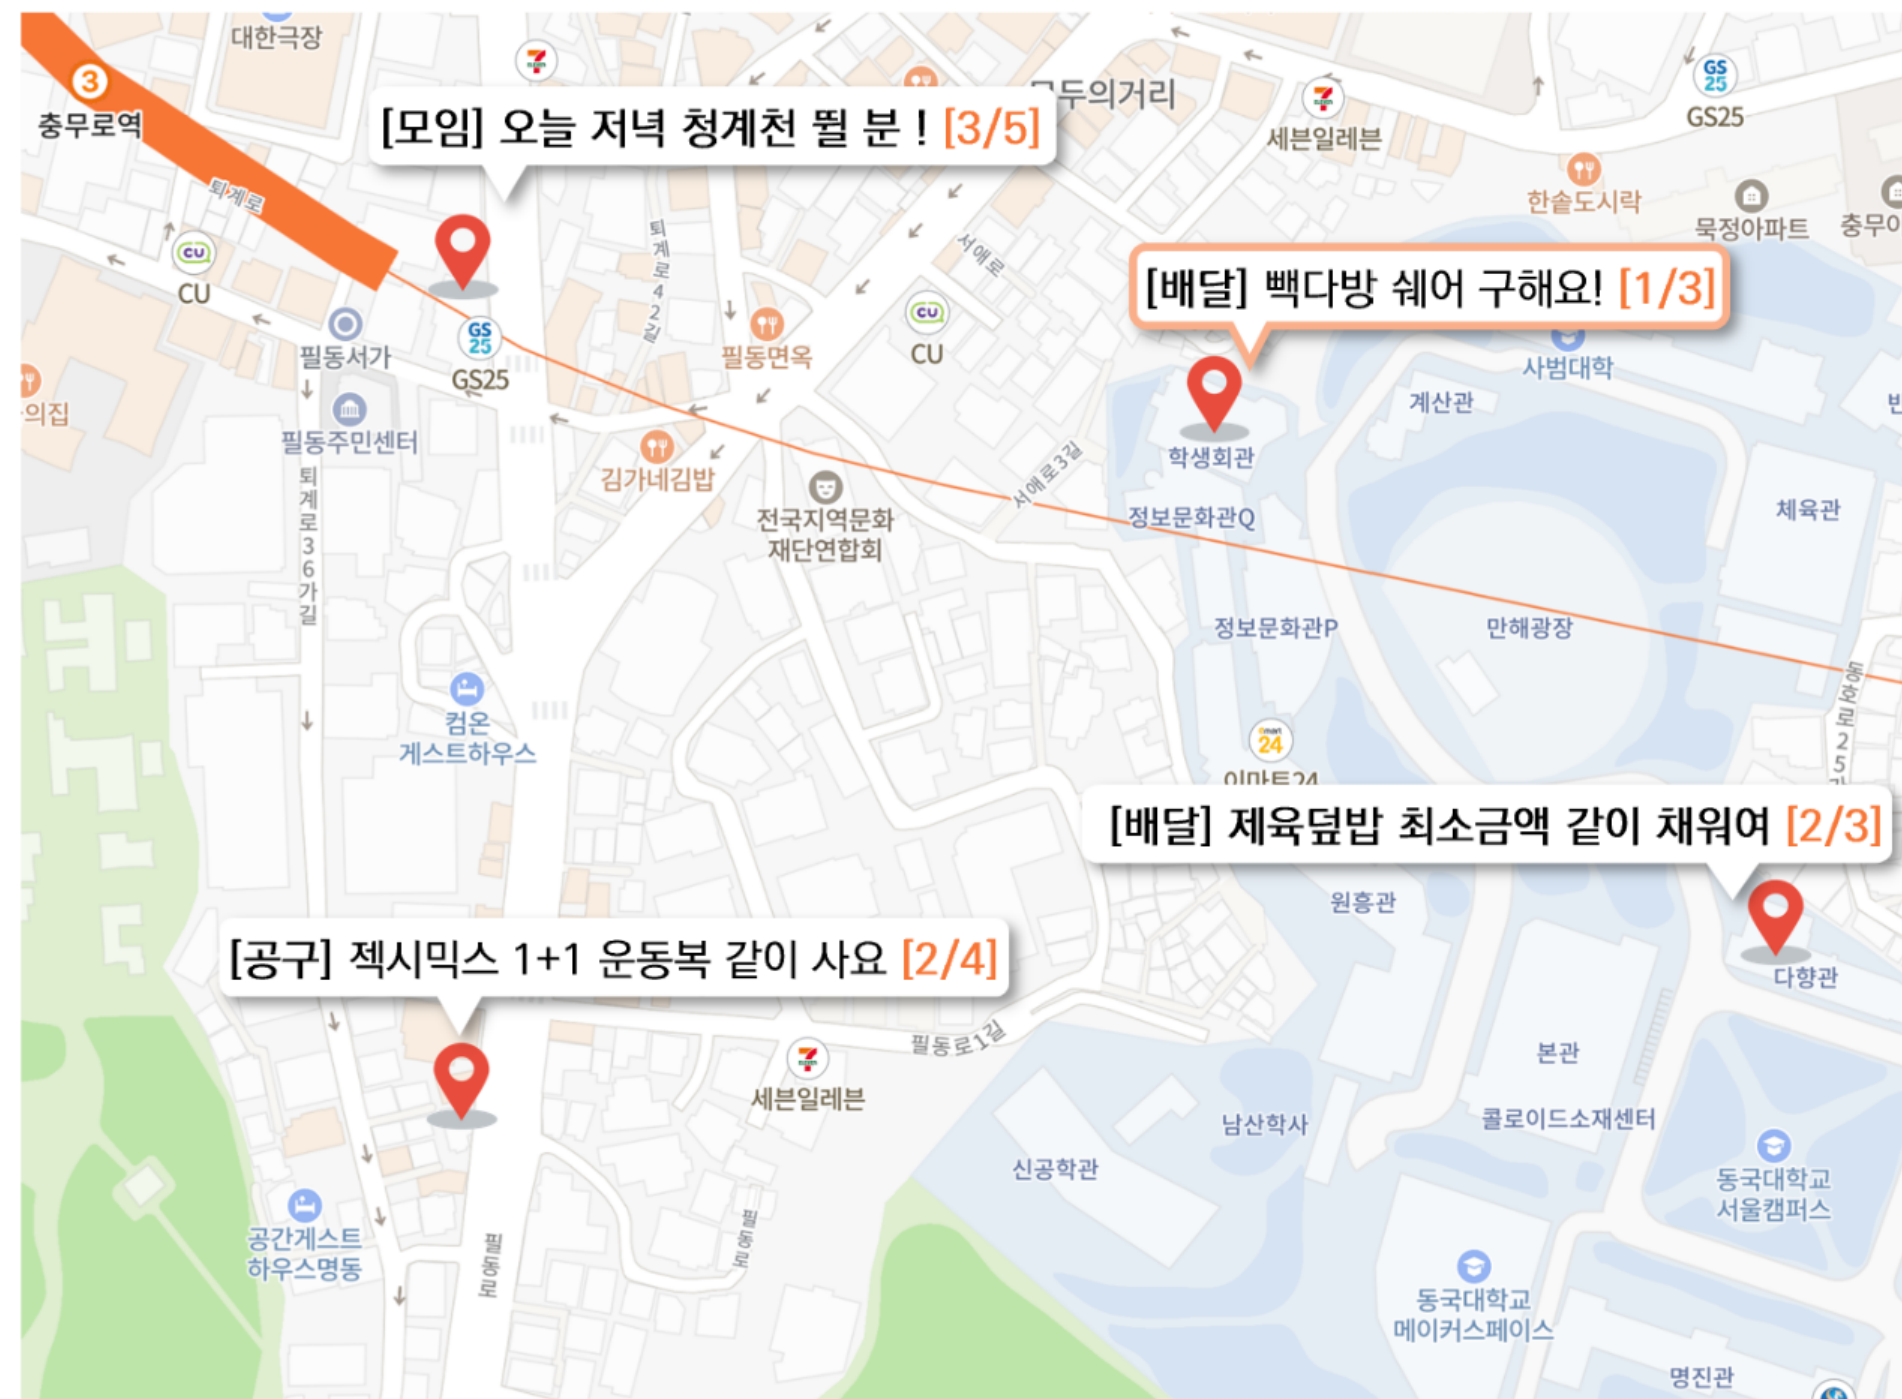 대한극장
3
충무로역
[모임] 오늘 저녁 청계천 뛸 분 ! [3/5]
세븐일레븐
GS
25
GS25
한솥도시락
묵정아파트
퇴계로
CU
CU
퇴계로42길
서애로
[배달] 빽다방 쉐어 구해요! [1/3]
필동서가
GS
25
GS25
필동면옥
CU
CU
사범대학
계산관
필동주민센터
김가네김밥
학생회관
서애로3길
정보문화관Q
체육관
전국지역문화
재단연합회
퇴계로36가길
정보문화관P
만해광장
컴온
게스트하우스
24
이마트24
[배달] 제육덮밥 최소금액 같이 채워여 [2/3]
원흥관
[공구] 젝시믹스 1+1 운동복 같이 사요 [2/4]
다향관
필동로1길
본관
세븐일레븐
콜로이드소재센터
남산학사
신공학관
동국대학교
서울캠퍼스
공간게스트
하우스명동
필동로
필동로
동국대학교
메이커스페이스
명진관